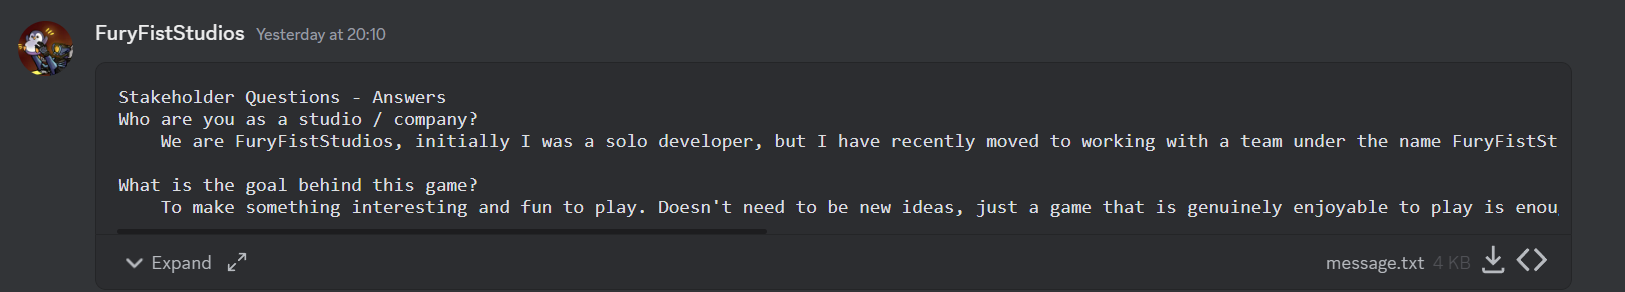 FuryFistStudios Yesterday at 20:10
Stakeholder Questions - Answers
Who are you as a studio / company?
We are FuryFistStudios, initially I was a solo developer, but I have recently moved to working with a team under the name FuryFistSt
What is the goal behind this game?
To make something interesting and fun to play. Doesn't need to be new ideas, just a game that is genuinely enjoyable to play is enou
Expand message.txt 4 KB